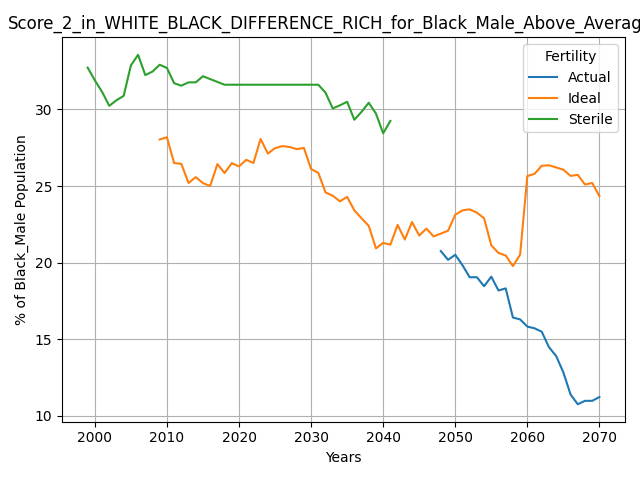 Score_2_in_WHITE_BLACK_DIFFERENCE_RICH_for_Black_Male_Above_Averag
Fertility
Actual
Ideal
Sterile
% of Black_Male Population
30
25
20
15
10
2000 2010 2020 2030 2040 2050 2060 2070
Years